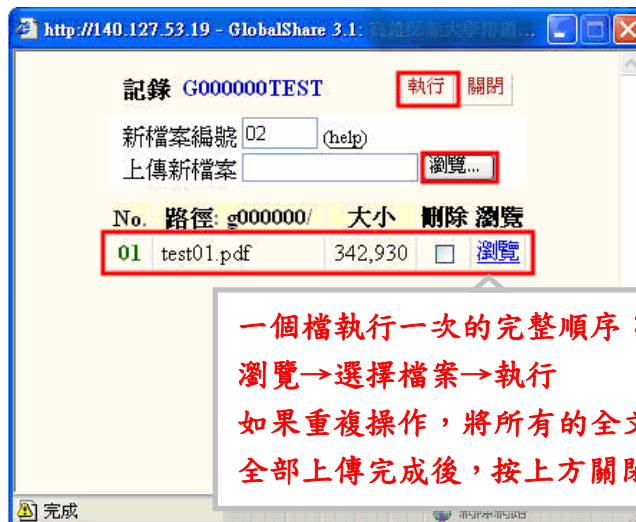 http://140.127.53.19 - GlobalShare 3.1:
記錄 G000000TEST 執行 關閉
新檔案編號 02 (help)
上傳新檔案 瀏覽...
No. 路徑: g000000/ 大小 刪除 瀏覽
01 test01.pdf 342,930 瀏覽
一個檔執行一次的完整順序：
瀏覽→選擇檔案→執行
如果重複操作，將所有的全文
全部上傳完成後，按上方關閉
完成